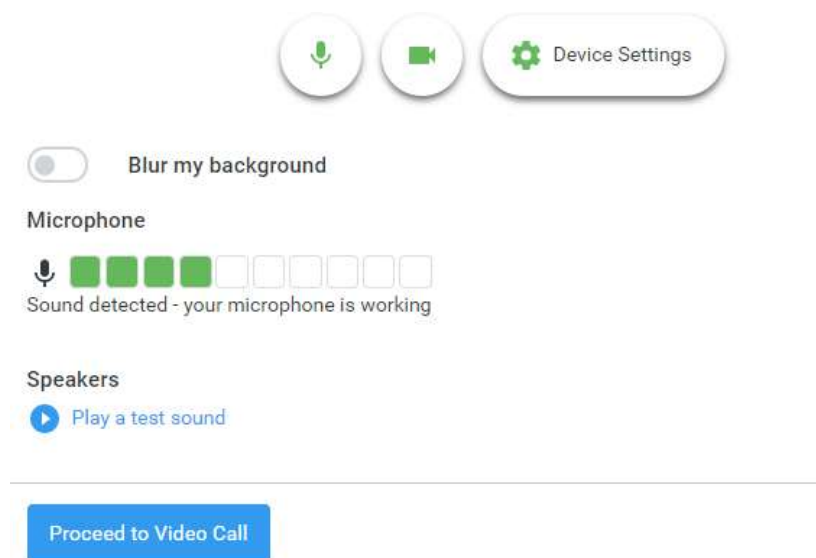 Device Settings
Blur my background
Microphone
Sound detected - your microphone is working
Speakers
Play a test sound
Proceed to Video Call